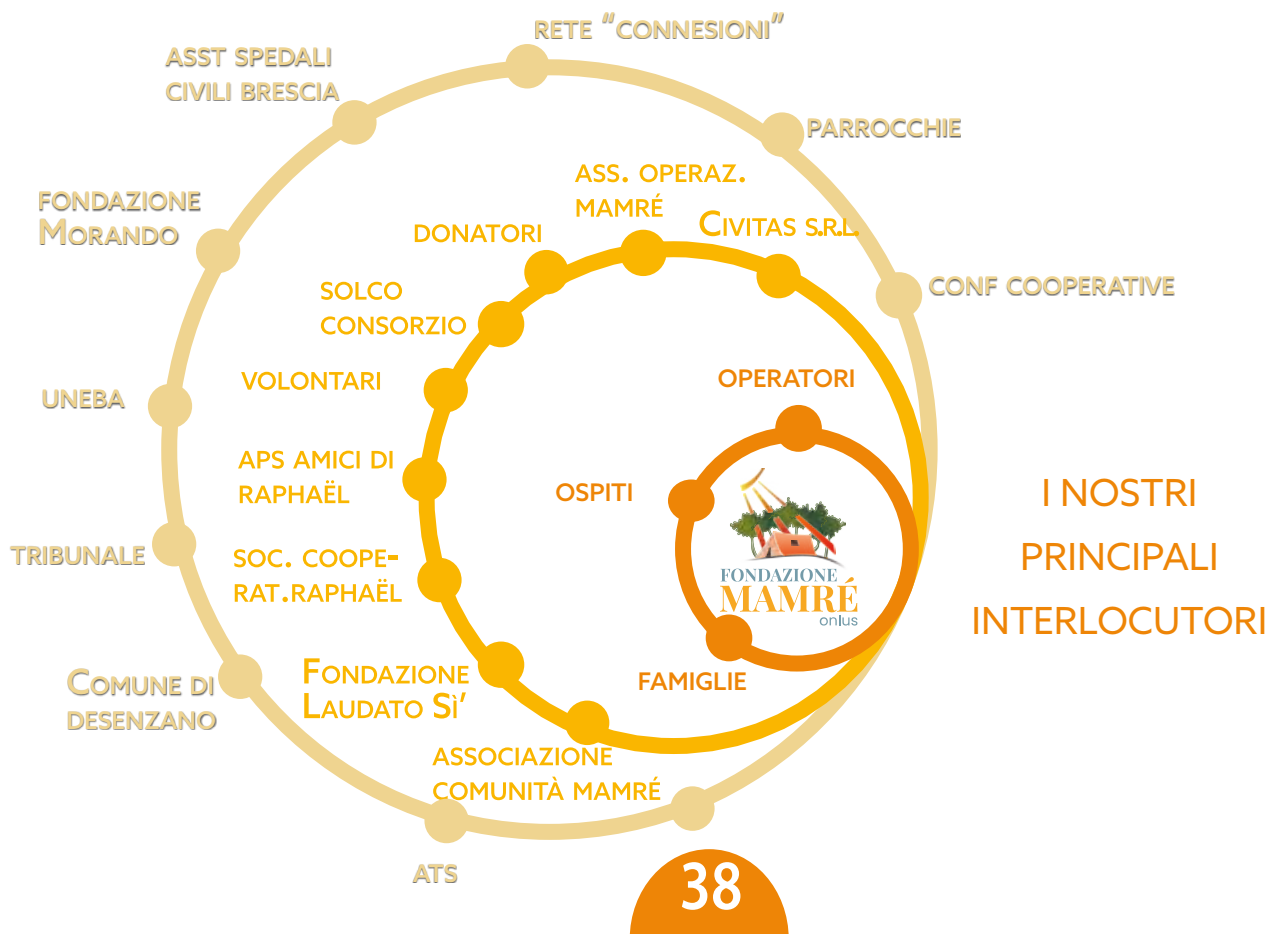 RETE "CONNESIONI"
ASST SPEDALI
CIVILI BRESCIA
PARROCCHIE
FONDAZIONE
MORANDO
CONF COOPERATIVE
UNEBA
TRIBUNALE
COMUNE DI
DESENZANO
ATS
ASS. OPERAZ.
MAMRÉ
CIVITAS S.R.L.
DONATORI
SOLCO
CONSORZIO
VOLONTARI
APS AMICI DI
RAPHAËL
SOC. COOPE-
RAT.RAPHAËL
FONDAZIONE
LAUDATO SÌ'
ASSOCIAZIONE
COMUNITÀ MAMRÉ
OPERATORI
OSPITI
FAMIGLIE
FONDAZIONE
MAMRÉ
onlus
I NOSTRI
PRINCIPALI
INTERLOCUTORI
38